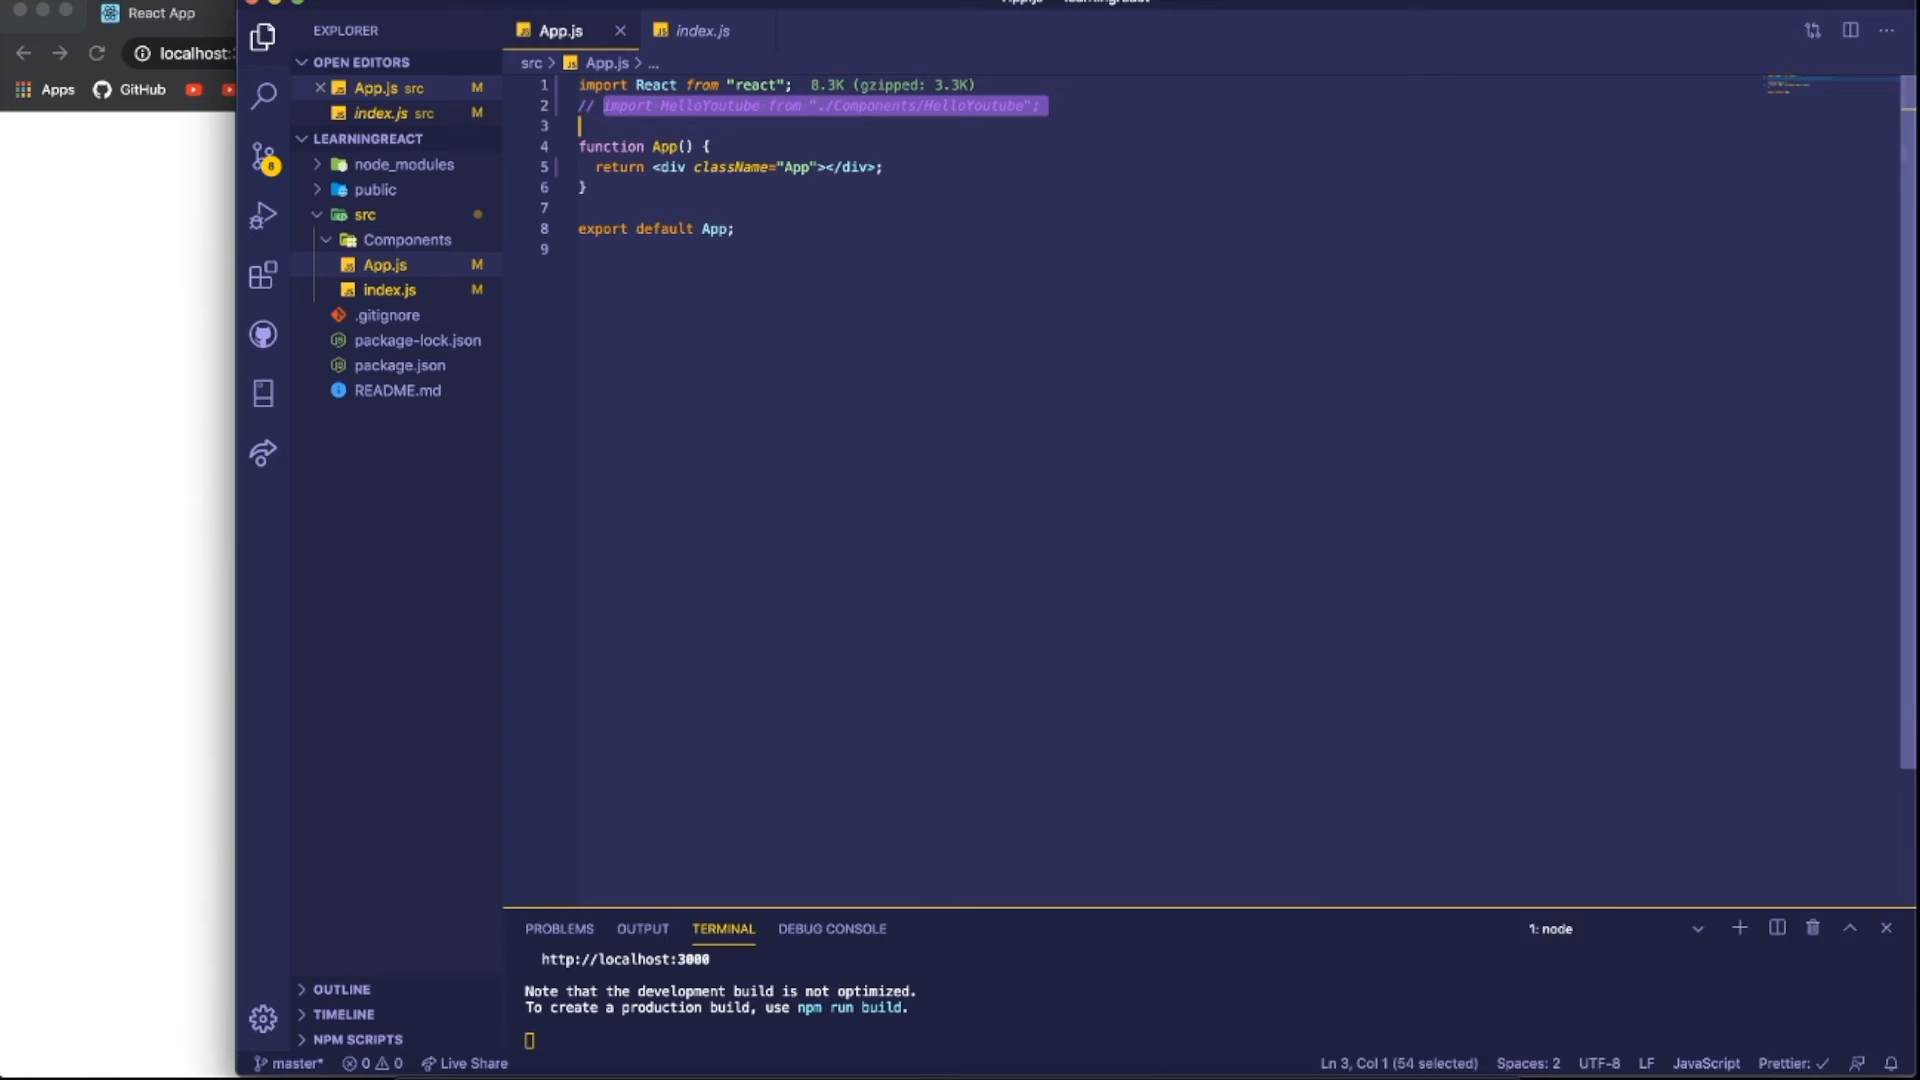 React App
localhost:
Apps GitHub
EXPLORER
OPEN EDITORS
App.js src M
index.js src M
LEARNINGREACT
node_modules
public
src
Components
App.js M
index.js M
.gitignore
package-lock.json
package.json
README.md
8
OUTLINE
TIMELINE
NPM SCRIPTS
App.js index.js
src > App.js > ...
1 import React from "react"; 8.3K (gzipped: 3.3K)
2 // import HelloYoutube from "./Components/HelloYoutube";
3
4 function App() {
5 return <div className="App"></div>;
6 }
7
8 export default App;
9
PROBLEMS OUTPUT TERMINAL DEBUG CONSOLE 1: node
http://localhost:3000
Note that the development build is not optimized.
To create a production build, use npm run build.
master* 0 0 Live Share Ln 3, Col 1 (54 selected) Spaces: 2 UTF-8 LF JavaScript Prettier: ✓